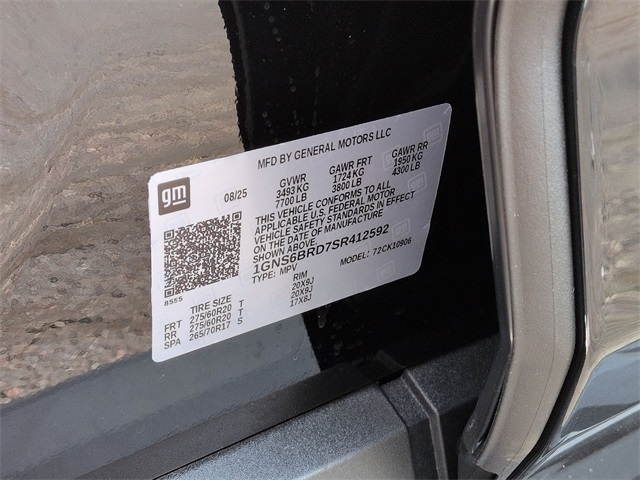 gm
MFD BY GENERAL MOTORS LLC
08/25 GVWR GAWR FRT GAWR RR
3493 KG 1724 KG 1950 KG
7700 LB 3800 LB 4300 LB
THIS VEHICLE CONFORMS TO ALL
APPLICABLE U.S. FEDERAL MOTOR
VEHICLE SAFETY STANDARDS IN EFFECT
ON THE DATE OF MANUFACTURE
SHOWN ABOVE.
1GNS6BRD7SR412592
TYPE: MPV MODEL: 72CK10906
8555
TIRE SIZE RIM
FRT 275/60R20 T 20X9J
RR 275/60R20 T 20X9J
SPA 265/70R17 S 17X8J